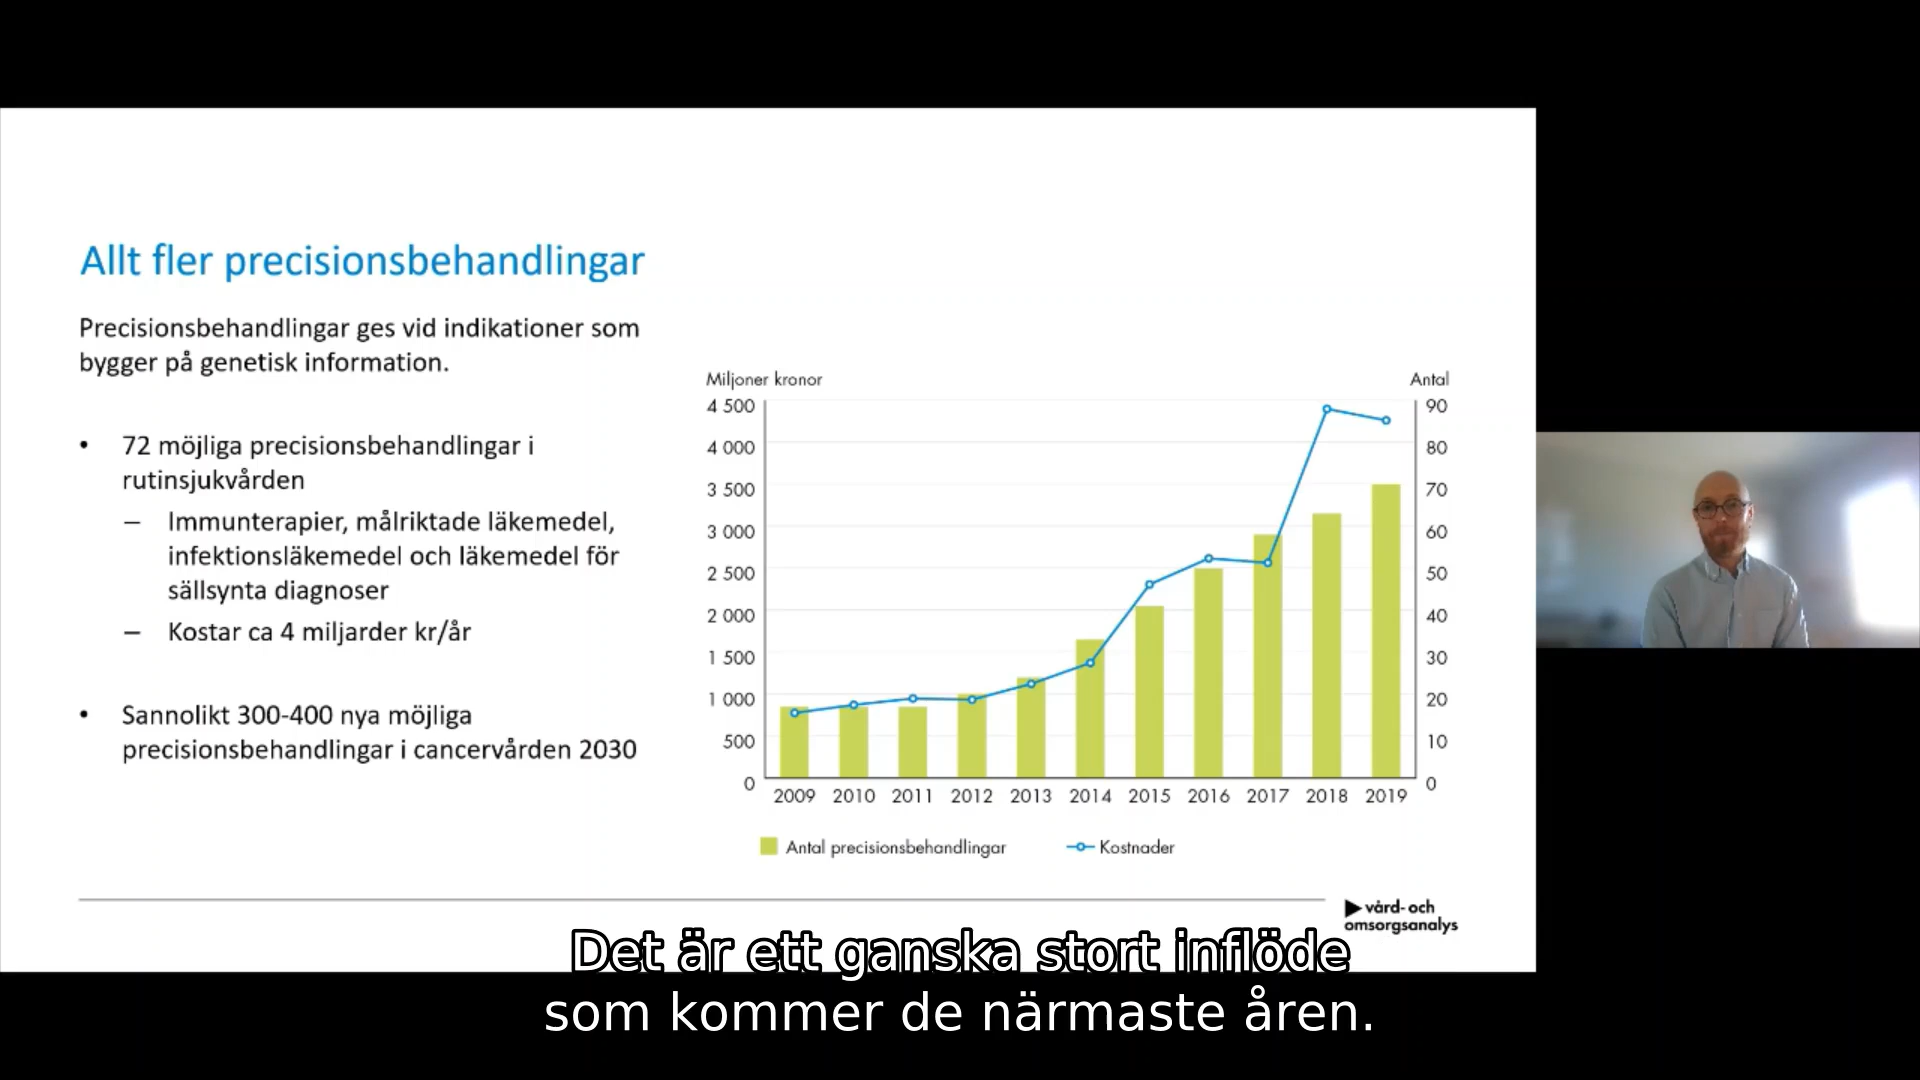 Allt fler precisionsbehandlingar
Precisionsbehandlingar ges vid indikationer som
bygger på genetisk information.
• 72 möjliga precisionsbehandlingar i
rutinsjukvården
– Immunterapier, målriktade läkemedel,
infektionsläkemedel och läkemedel för
sällsynta diagnoser
– Kostar ca 4 miljarder kr/år
• Sannolikt 300-400 nya möjliga
precisionsbehandlingar i cancervården 2030
Miljoner kronor
Antal
4 500
4 000
3 500
3 000
2 500
2 000
1 500
1 000
500
0
90
80
70
60
50
40
30
20
10
0
2009 2010 2011 2012 2013 2014 2015 2016 2017 2018 2019
Antal precisionsbehandlingar
Kostnader
vård- och
omsorgsanalys
Det är ett ganska stort inflöde
som kommer de närmaste åren.